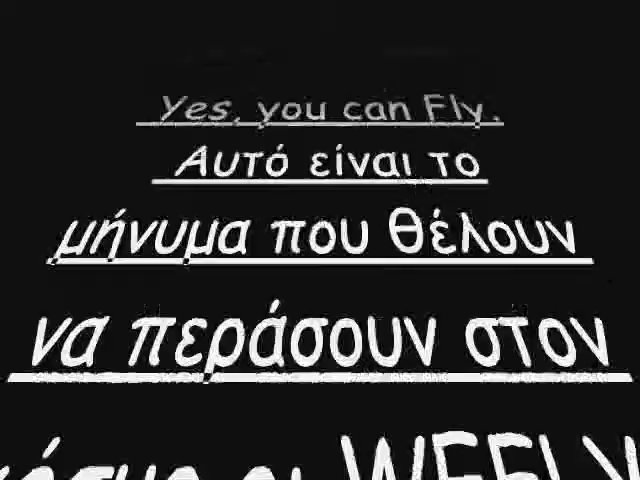 Yes, you can Fly.
Αυτό είναι το
μήνυμα που θέλουν
να περάσουν στον